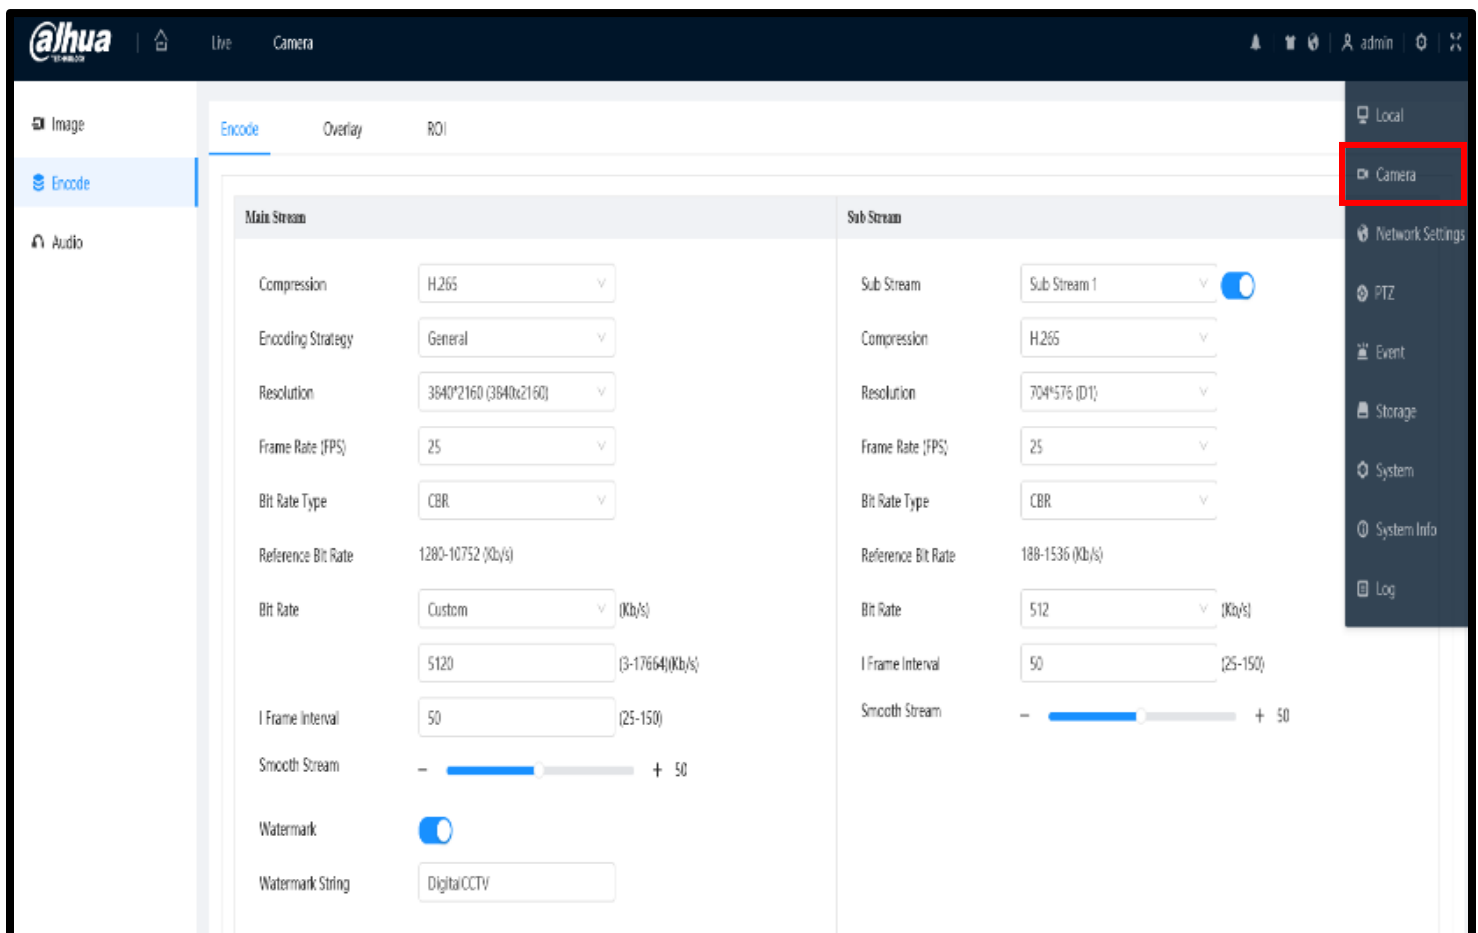 alhua
TECHNOLOGY
Live
Camera
admin
Image
Encode
Audio
Encode
Overlay
ROI
Main Stream
Compression
H.265
Encoding Strategy
General
Resolution
3840*2160 (3840x2160)
Frame Rate (FPS)
25
Bit Rate Type
CBR
Reference Bit Rate
1280-10752 (Kb/s)
Bit Rate
Custom
(Kb/s)
5120
(3-17664)(Kb/s)
I Frame Interval
50
(25-150)
Smooth Stream
− + 50
Watermark
Watermark String
DigitalCCTV
Sub Stream
Sub Stream
Sub Stream 1
Compression
H.265
Resolution
704*576 (D1)
Frame Rate (FPS)
25
Bit Rate Type
CBR
Reference Bit Rate
188-1536 (Kb/s)
Bit Rate
512
(Kb/s)
I Frame Interval
50
(25-150)
Smooth Stream
− + 50
Local
Camera
Network Settings
PTZ
Event
Storage
System
System Info
Log